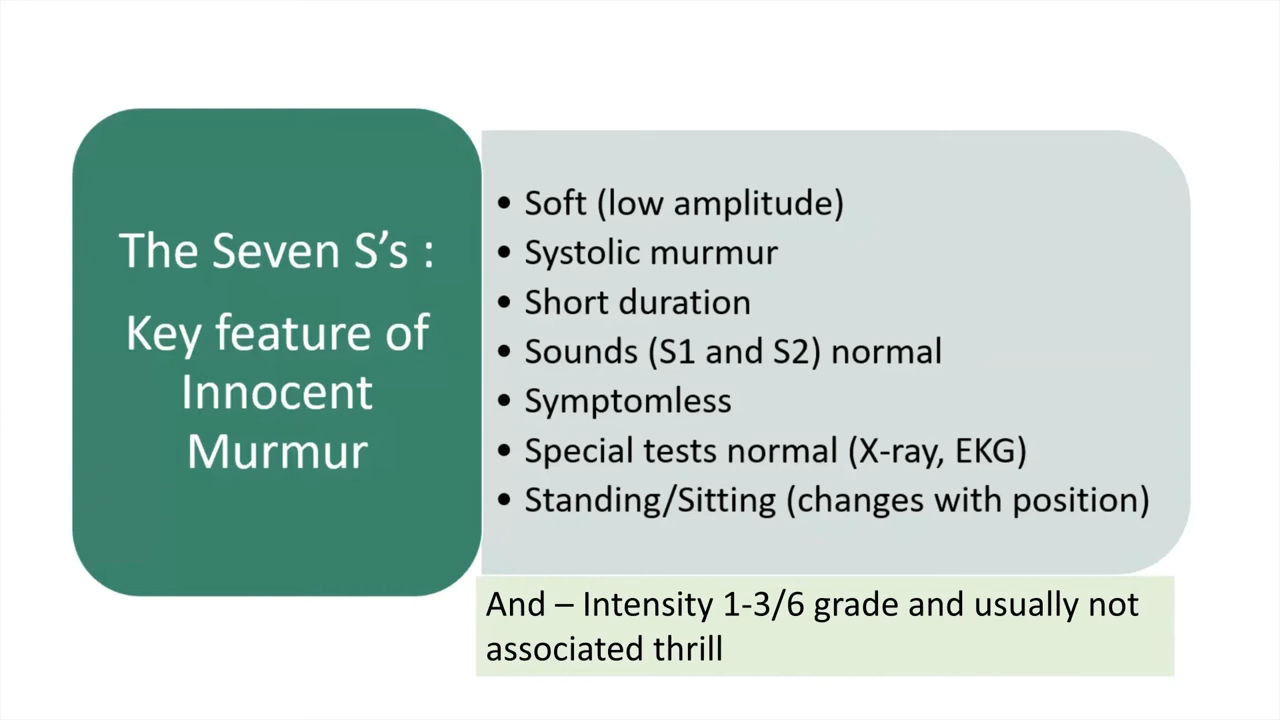 The Seven S’s :
Key feature of
Innocent
Murmur
• Soft (low amplitude)
• Systolic murmur
• Short duration
• Sounds (S1 and S2) normal
• Symptomless
• Special tests normal (X-ray, EKG)
• Standing/Sitting (changes with position)
And – Intensity 1-3/6 grade and usually not
associated thrill